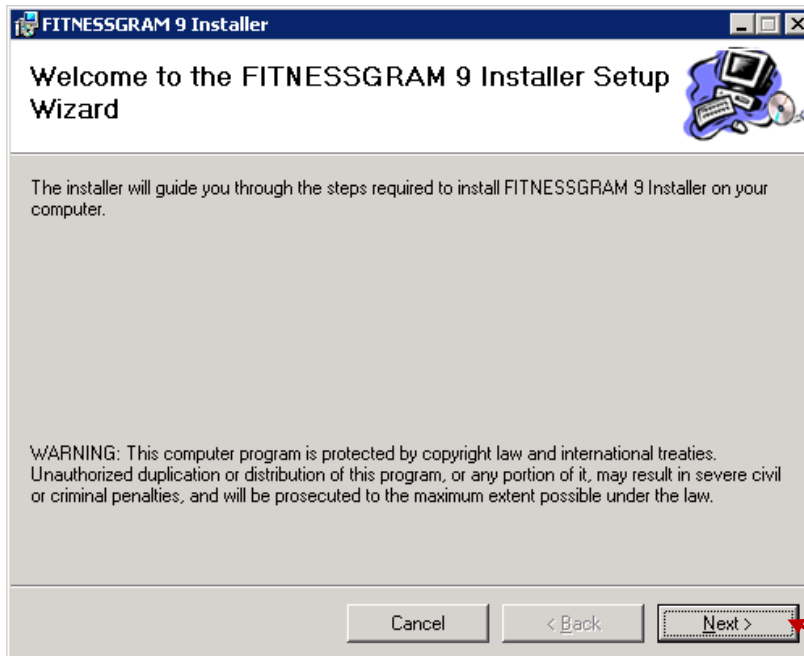 FITNESSGRAM 9 Installer
Welcome to the FITNESSGRAM 9 Installer Setup
Wizard
The installer will guide you through the steps required to install FITNESSGRAM 9 Installer on your
computer.
WARNING: This computer program is protected by copyright law and international treaties.
Unauthorized duplication or distribution of this program, or any portion of it, may result in severe civil
or criminal penalties, and will be prosecuted to the maximum extent possible under the law.
Cancel
< Back
Next >